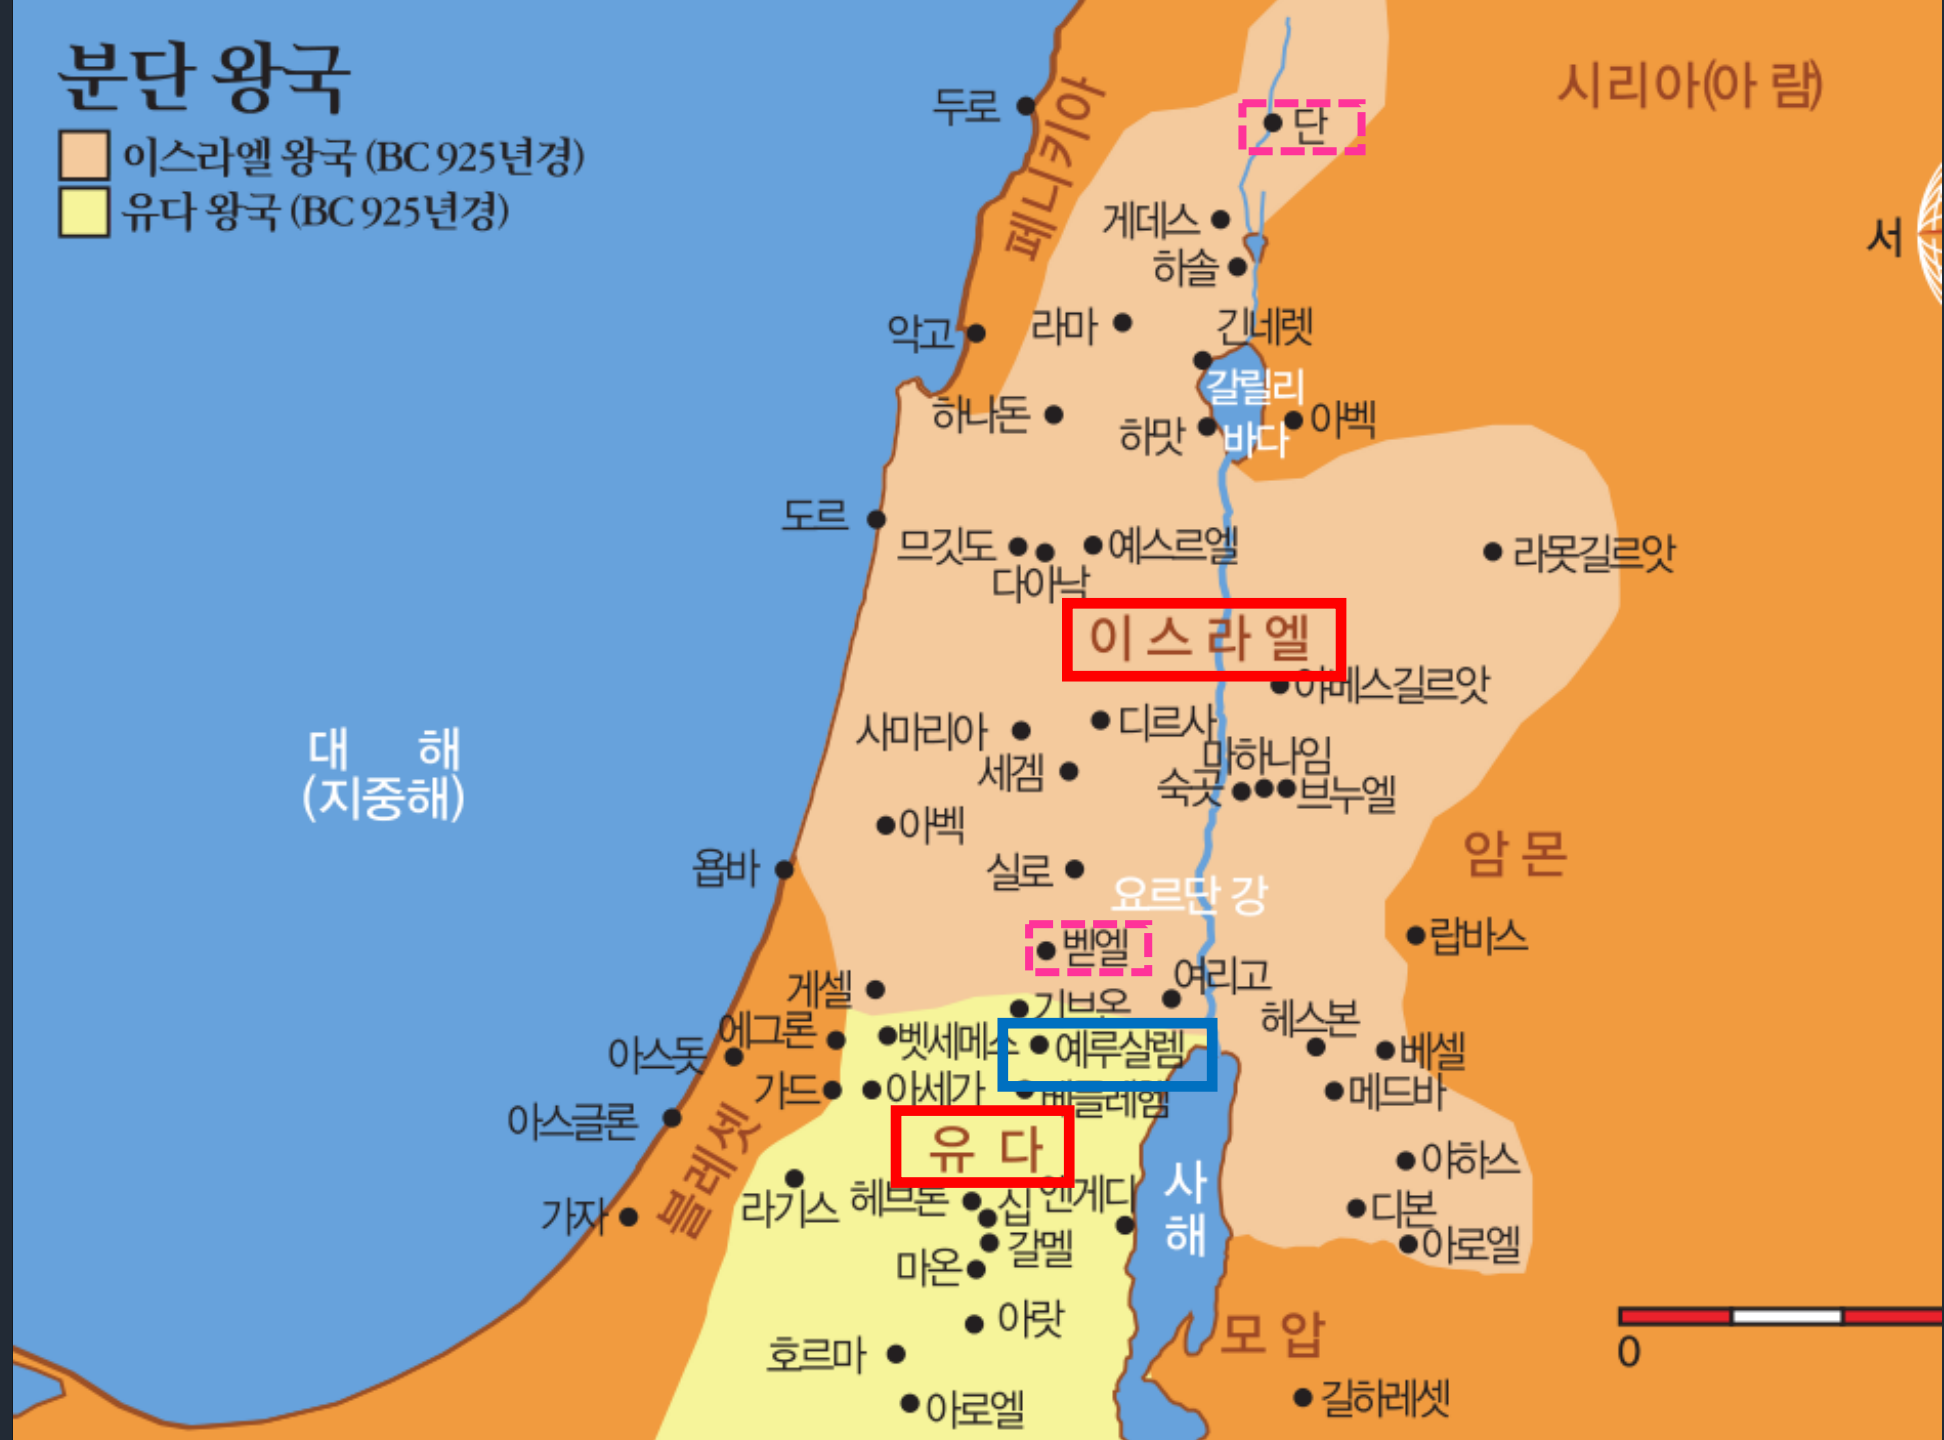 분단 왕국
이스라엘 왕국 (BC 925년경)
유다 왕국 (BC 925년경)
시리아(아 람)
두로
페니키아
단
게데스
서
하솔
악고
라마
긴네렛
갈릴리
바다
하나돈
하맛
아벡
도르
므깃도
예스르엘
다아낙
라못길르앗
이 스 라 엘
야베스길르앗
대 해
(지중해)
사마리아
디르사
마하나임
세겜
숙곳
브누엘
아벡
암 몬
욥바
실로
요르단 강
랍바스
벧엘
여리고
게셀
기브온
헤스본
에그론
벳세메스
예루살렘
베셀
아스돗
가드
아세가
베들레헴
메드바
아스글론
블레셋
유 다
야하스
사
해
라기스
헤브론
십
엔게디
디본
가자
갈멜
아로엘
마온
아랏
모 압
호르마
0
길하레셋
아로엘